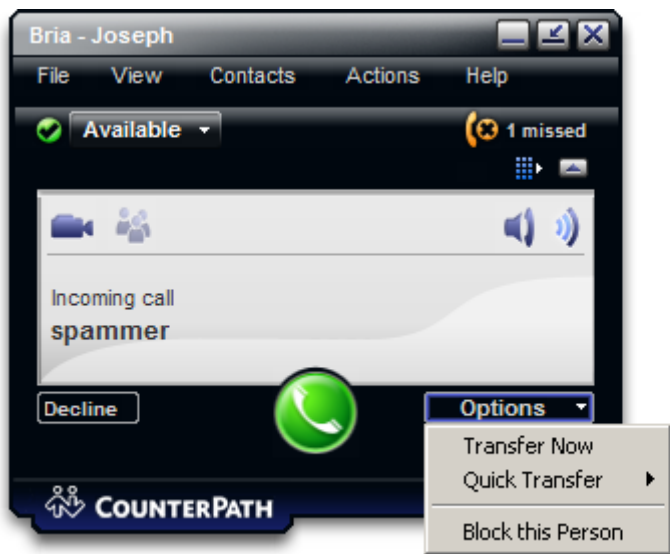 Bria - Joseph
File View Contacts Actions Help
Available 1 missed
Incoming call
spammer
Decline Options
Transfer Now
Quick Transfer
Block this Person
COUNTERPATH